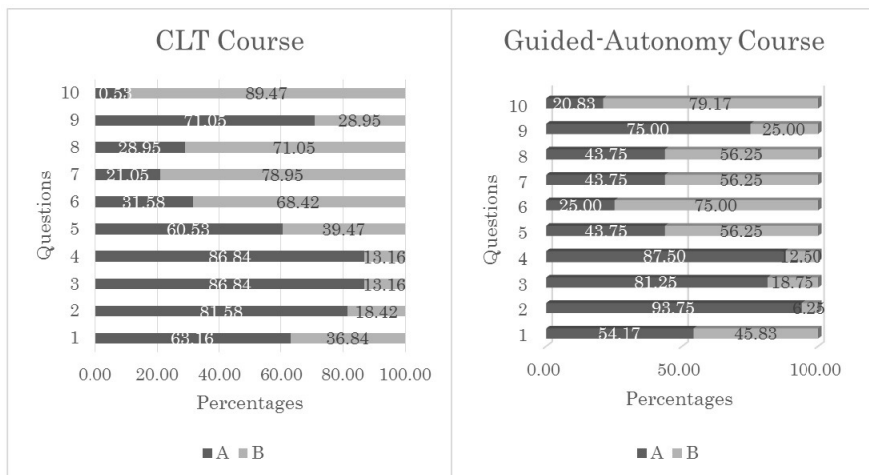 CLT Course
Questions
10 10.53 89.47
9 71.05 28.95
8 28.95 71.05
7 21.05 78.95
6 31.58 68.42
5 60.53 39.47
4 86.84 13.16
3 86.84 13.16
2 81.58 18.42
1 63.16 36.84
0.00 20.00 40.00 60.00 80.00 100.00
Percentages
A B
Guided-Autonomy Course
Questions
10 20.83 79.17
9 75.00 25.00
8 43.75 56.25
7 43.75 56.25
6 25.00 75.00
5 43.75 56.25
4 87.50 12.50
3 81.25 18.75
2 93.75 6.25
1 54.17 45.83
0.00 50.00 100.00
Percentages
A B